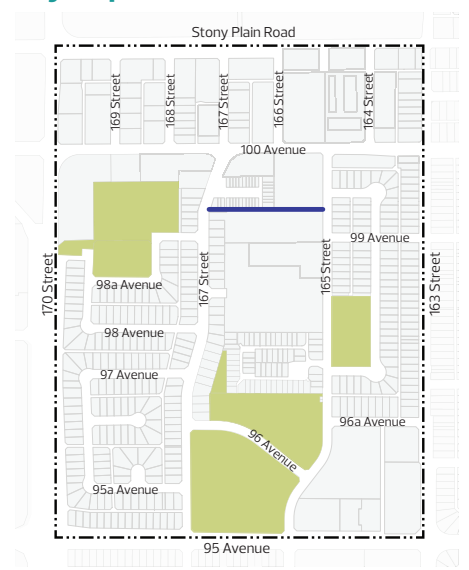 Stony Plain Road
169 Street
168 Street
167 Street
166 Street
164 Street
100 Avenue
99 Avenue
170 Street
167 Street
165 Street
163 Street
98a Avenue
98 Avenue
97 Avenue
96a Avenue
96 Avenue
95a Avenue
95 Avenue